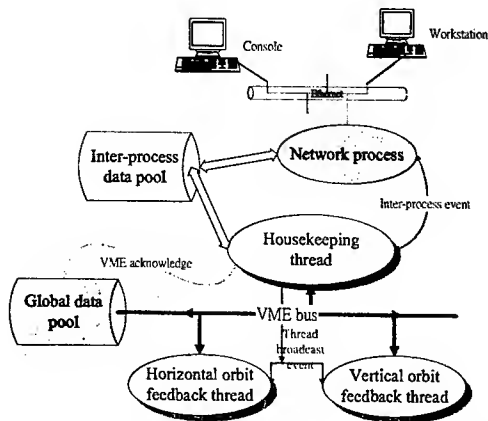 Console
Workstation
Ethernet
Inter-process
data pool
Network process
Inter-process event
Housekeeping
thread
VME acknowledge
Global data
pool
VME bus
Thread
broadcast
event
Horizontal orbit
feedback thread
Vertical orbit
feedback thread